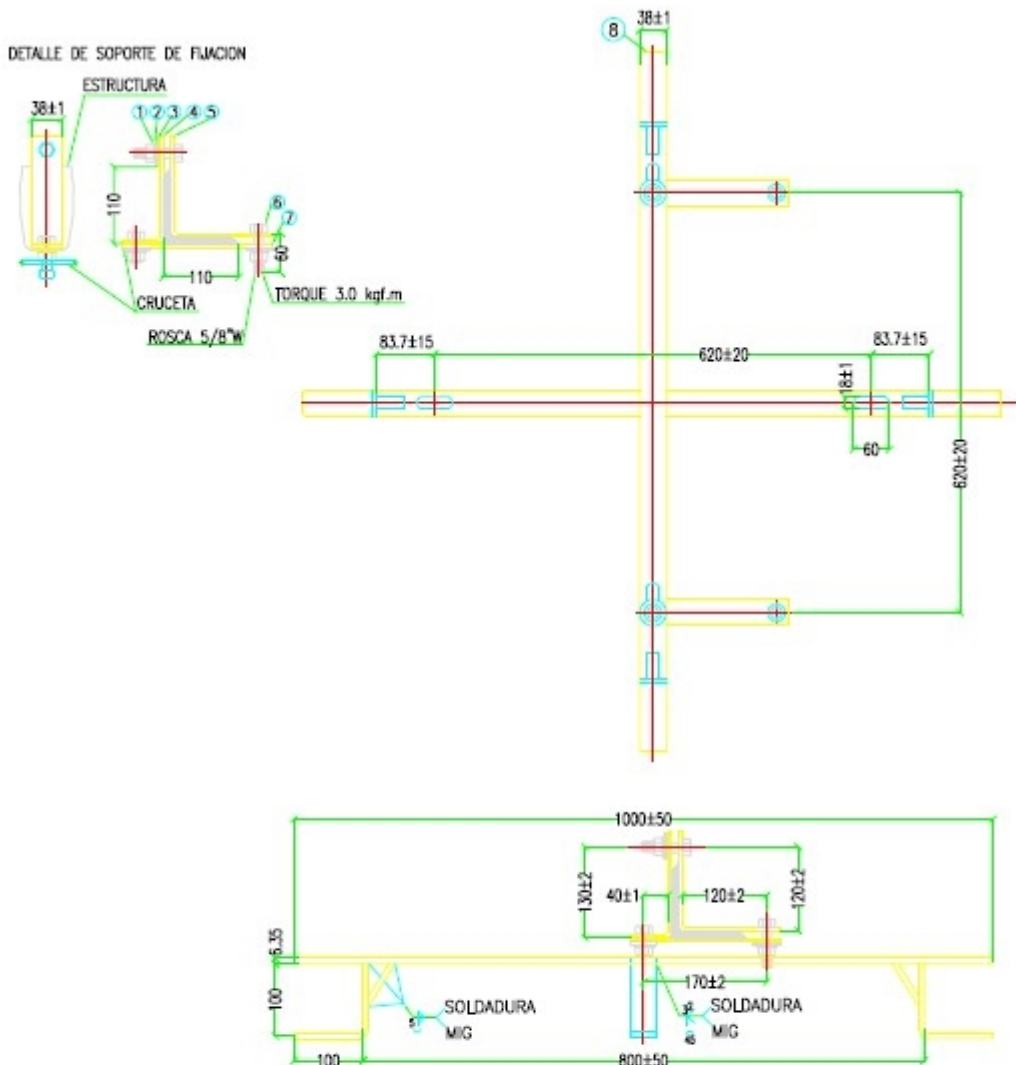 8
38±1
DETALLE DE SOPORTE DE FIJACION
ESTRUCTURA
38±1
1 2 3 4 5
110
6
7
60
110
CRUCETA
TORQUE 3.0 kgf.m
ROSCA 5/8"W
83.7±15
620±20
83.7±15
18±1
60
620±20
1000±50
130±2
40±1
120±2
120±2
6.35
170±2
100
SOLDADURA
MIG
SOLDADURA
MIG
45
100
800±50